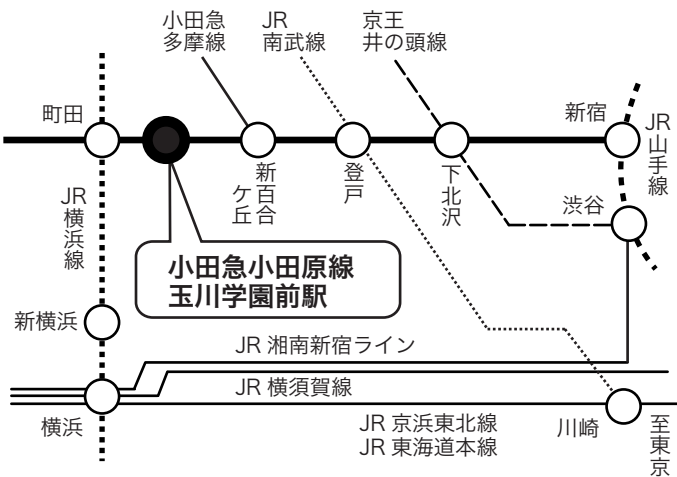 小田急
多摩線
JR
南武線
京王
井の頭線
町田
新宿
JR山手線
新百合
ケ丘
登戸
下北沢
渋谷
JR横浜線
小田急小田原線
玉川学園前駅
新横浜
JR 湘南新宿ライン
JR 横須賀線
横浜
JR 京浜東北線
JR 東海道本線
川崎
至東京